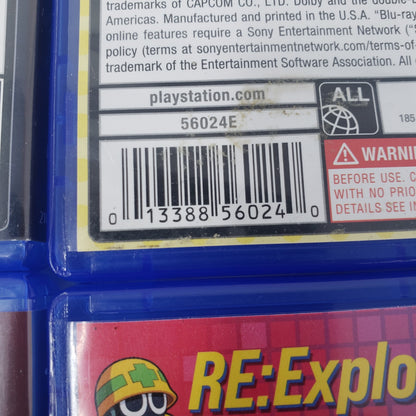 trademarks of CAPCOM CO., LTD. Dolby and the double-
Americas. Manufactured and printed in the U.S.A. "Blu-ray
online features require a Sony Entertainment Network ("S
policy (terms at sonyentertainmentnetwork.com/terms-of
trademark of the Entertainment Software Association. All
playstation.com
56024E
ALL
185
0 13388 56024 0
WARNIN
BEFORE USE. C
WITH NO PRIO
DETAILS SEE IN
RE:Explo